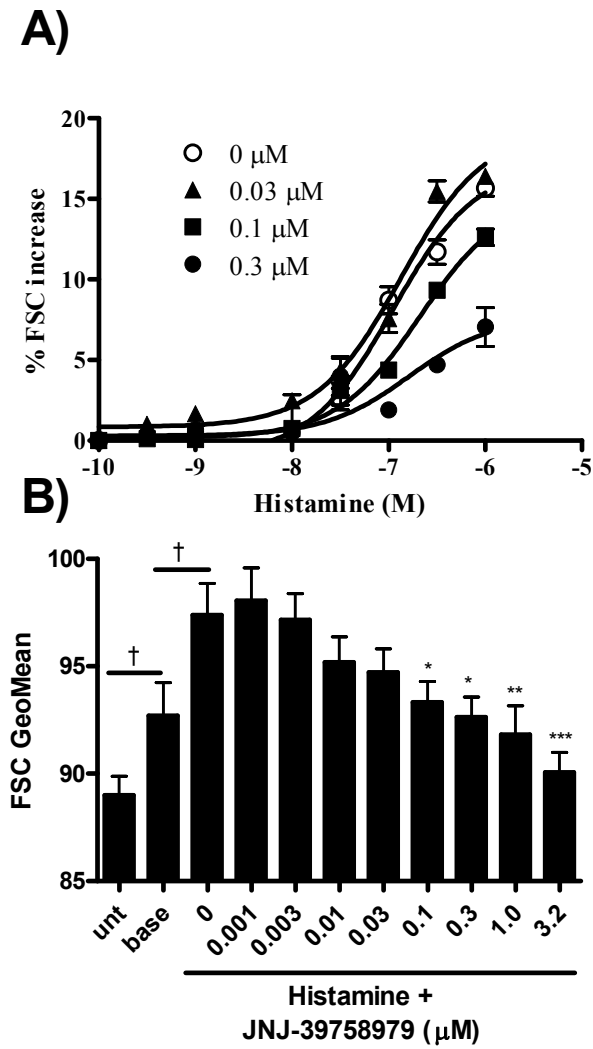 A)
20
15
10
5
0
% FSC increase
0 μM
0.03 μM
0.1 μM
0.3 μM
-10 -9 -8 -7 -6 -5
Histamine (M)
B)
100
95
90
85
FSC GeoMean
† † * * ** ***
unt base 0 0.001 0.003 0.01 0.03 0.1 0.3 1.0 3.2
Histamine +
JNJ-39758979 (μM)